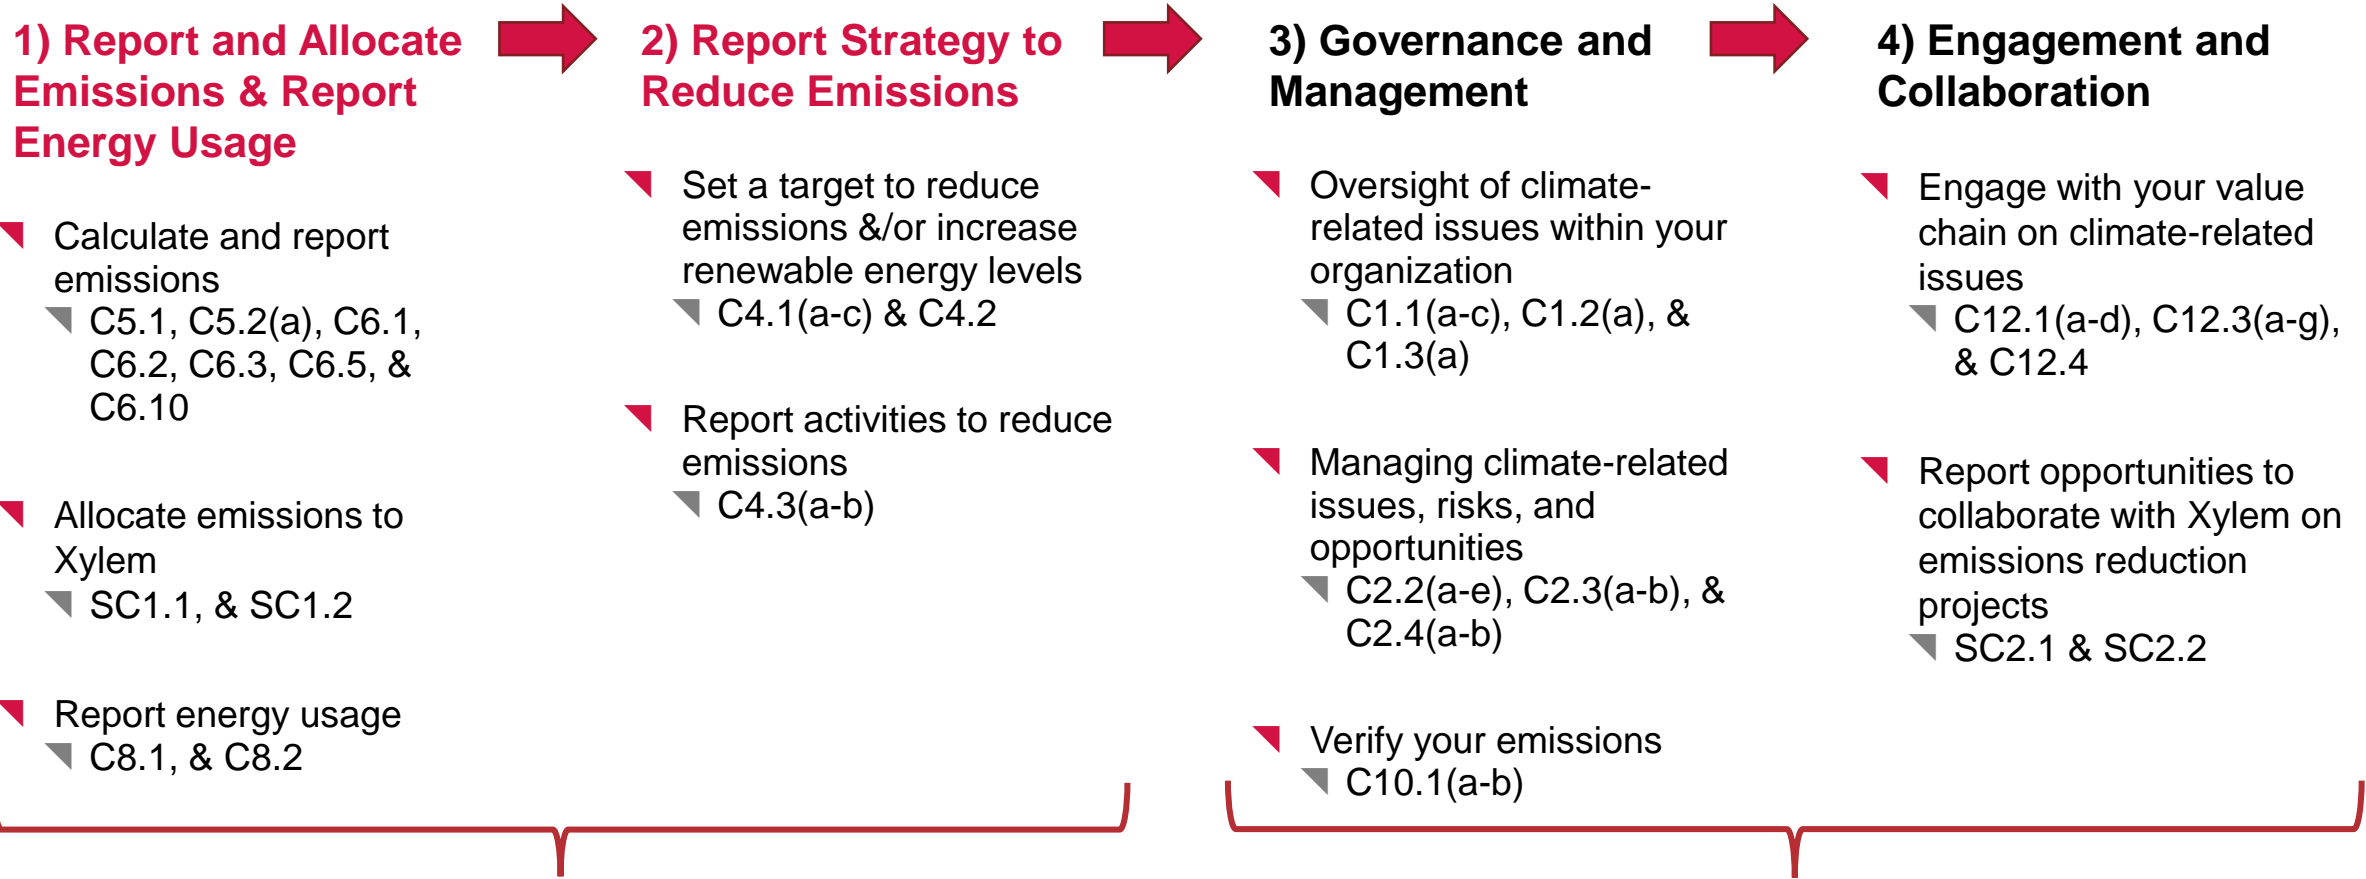 1) Report and Allocate
Emissions & Report
Energy Usage
Calculate and report
emissions
C5.1, C5.2(a), C6.1,
C6.2, C6.3, C6.5, &
C6.10
Allocate emissions to
Xylem
SC1.1, & SC1.2
Report energy usage
C8.1, & C8.2
2) Report Strategy to
Reduce Emissions
Set a target to reduce
emissions &/or increase
renewable energy levels
C4.1(a-c) & C4.2
Report activities to reduce
emissions
C4.3(a-b)
3) Governance and
Management
Oversight of climate-
related issues within your
organization
C1.1(a-c), C1.2(a), &
C1.3(a)
Managing climate-related
issues, risks, and
opportunities
C2.2(a-e), C2.3(a-b), &
C2.4(a-b)
Verify your emissions
C10.1(a-b)
4) Engagement and
Collaboration
Engage with your value
chain on climate-related
issues
C12.1(a-d), C12.3(a-g),
& C12.4
Report opportunities to
collaborate with Xylem on
emissions reduction
projects
SC2.1 & SC2.2